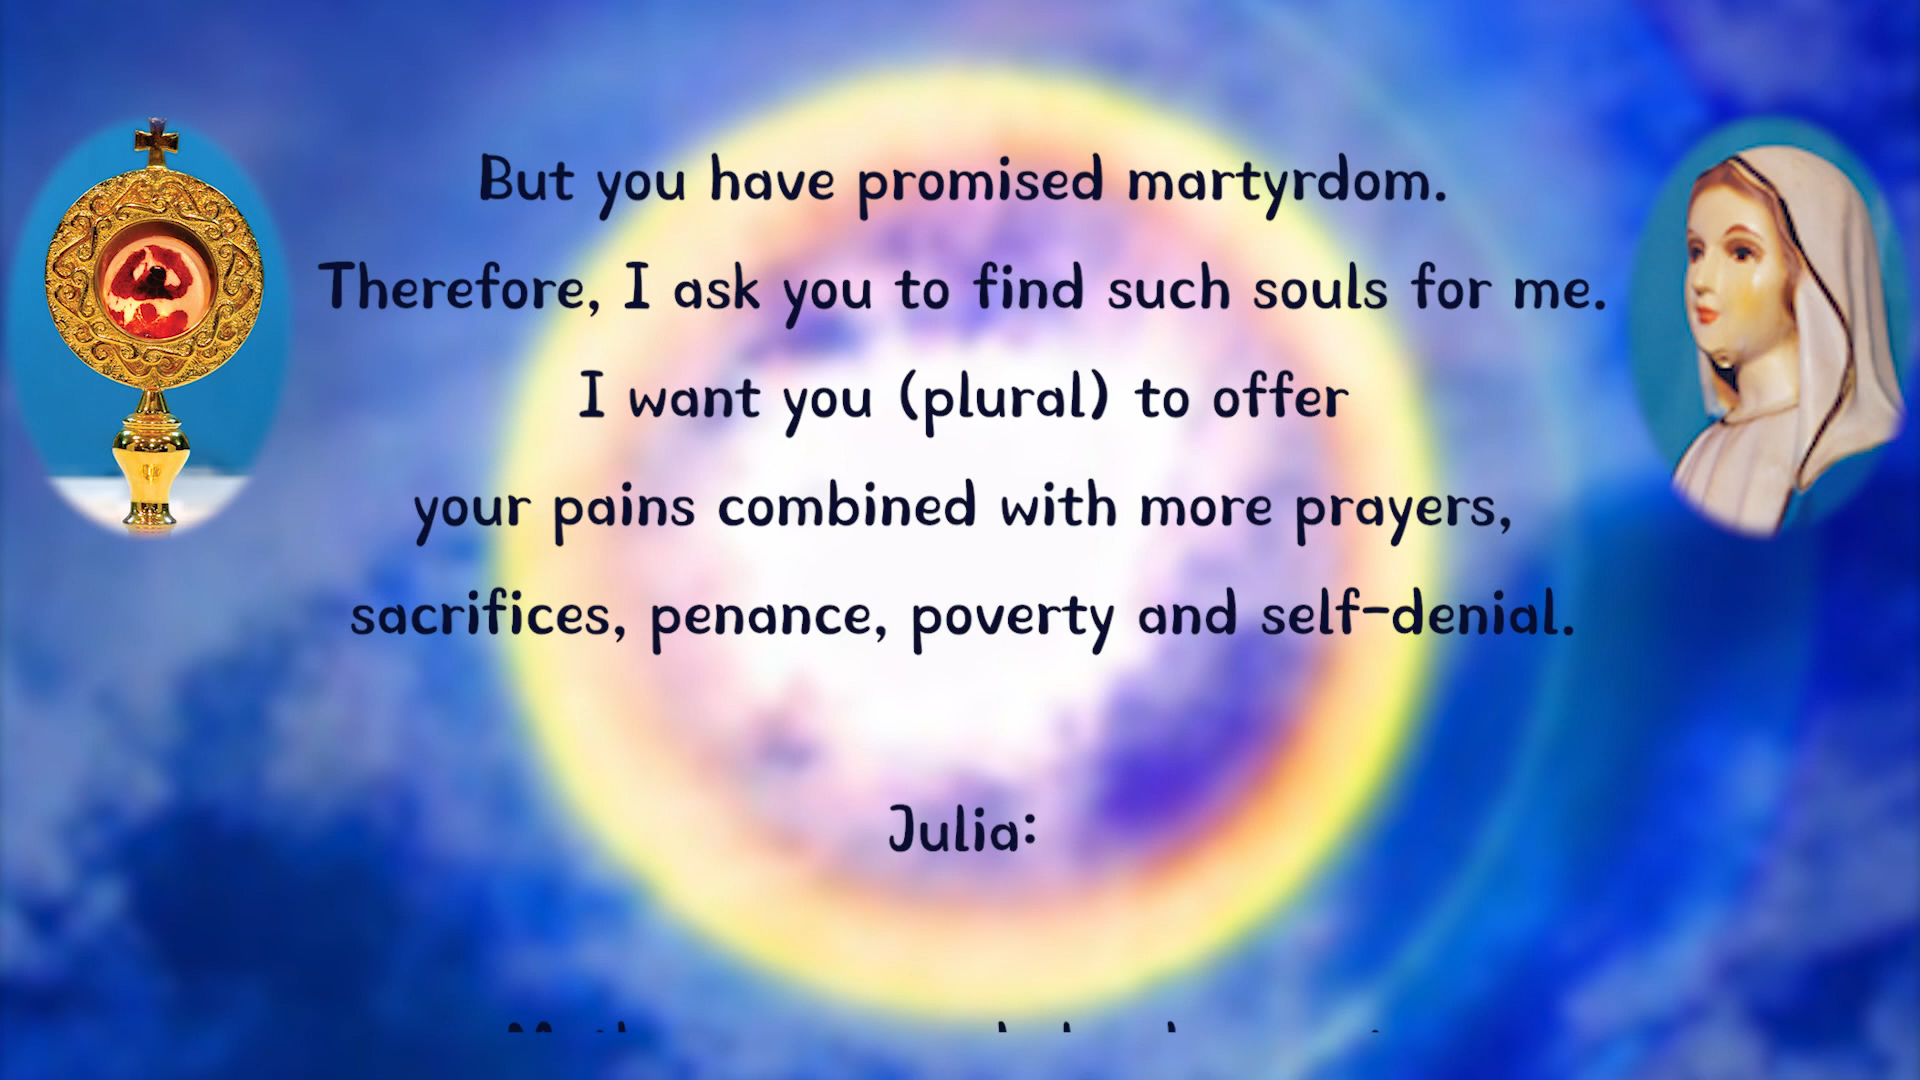 But you have promised martyrdom.
Therefore, I ask you to find such souls for me.
I want you (plural) to offer
your pains combined with more prayers,
sacrifices, penance, poverty and self-denial.
Julia: